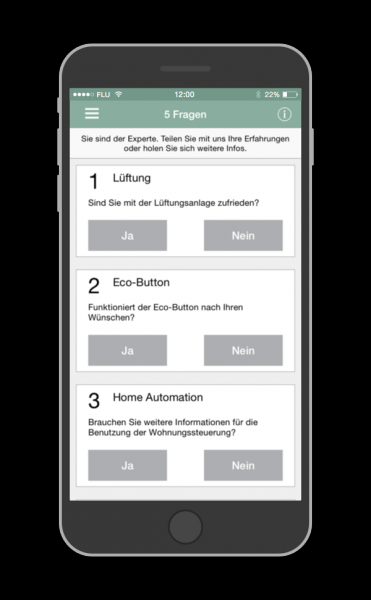 FLU 12:00 22%
5 Fragen
Sie sind der Experte. Teilen Sie mit uns Ihre Erfahrungen
oder holen Sie sich weitere Infos.
1 Lüftung
Sind Sie mit der Lüftungsanlage zufrieden?
Ja Nein
2 Eco-Button
Funktioniert der Eco-Button nach Ihren
Wünschen?
Ja Nein
3 Home Automation
Brauchen Sie weitere Informationen für die
Benutzung der Wohnungssteuerung?
Ja Nein